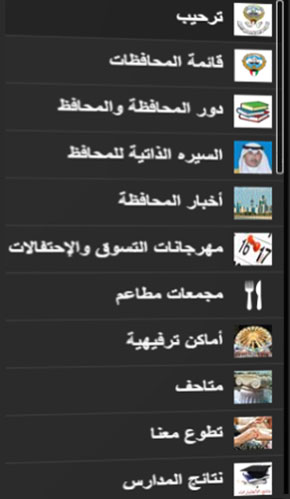 ترحيب
قائمة المحافظات
دور المحافظة والمحافظ
السيره الذاتية للمحافظ
أخبار المحافظة
مهرجانات التسوق والإحتفالات
مجمعات مطاعم
أماكن ترفيهية
متاحف
تطوع معنا
نتائج المدارس